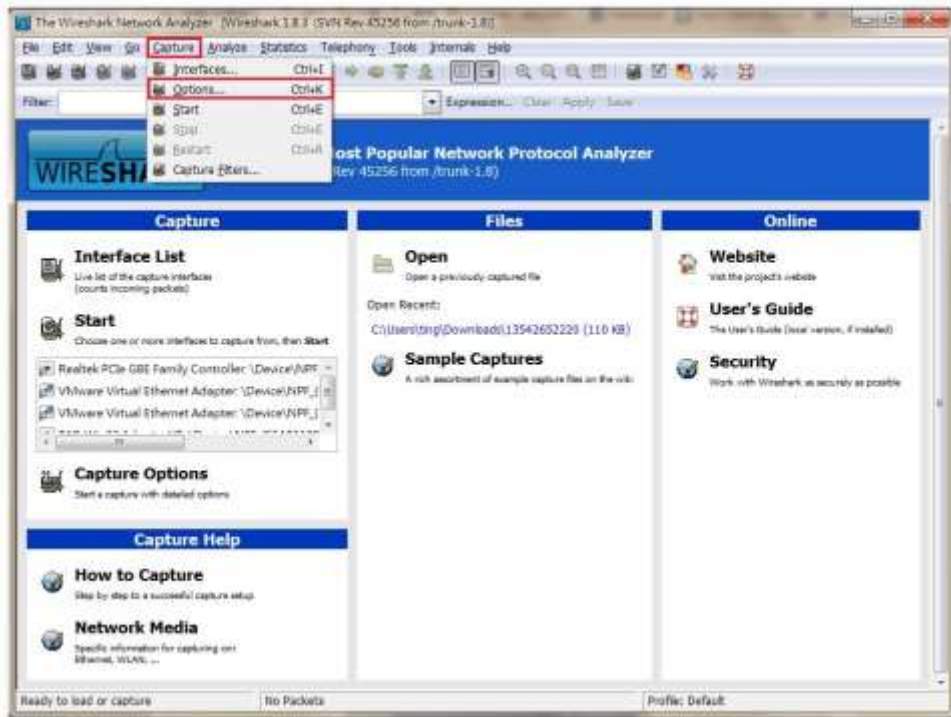 The Wireshark Network Analyzer [Wireshark 1.8.3 (SVN Rev 45256 from /trunk-1.8)]
File Edit View Go Capture Analyze Statistics Telephony Tools Internals Help
Interfaces... Ctrl+I
Options... Ctrl+K
Start Ctrl+E
Stop Ctrl+E
Restart Ctrl+R
Capture Filters...
Filter:
Expression... Clear Apply Save
WIRESHA
ost Popular Network Protocol Analyzer
Rev 45256 from /trunk-1.8)
Capture
Interface List
Live list of the capture interfaces
(counts incoming packets)
Start
Choose one or more interfaces to capture from, then Start
Realtek PCIe GBE Family Controller: \Device\NPF_
VMware Virtual Ethernet Adapter: \Device\NPF_{
VMware Virtual Ethernet Adapter: \Device\NPF_{
Capture Options
Start a capture with detailed options
Capture Help
How to Capture
Step by step to a successful capture setup
Network Media
Specific information for capturing on:
Ethernet, WLAN, ...
Files
Open
Open a previously captured file
Open Recent:
C:\Users\ting\Downloads\13542652220 (110 KB)
Sample Captures
A rich assortment of example capture files on the wiki
Online
Website
Visit the project's website
User's Guide
The User's Guide (local version, if installed)
Security
Work with Wireshark as securely as possible
Ready to load or capture
No Packets
Profile: Default